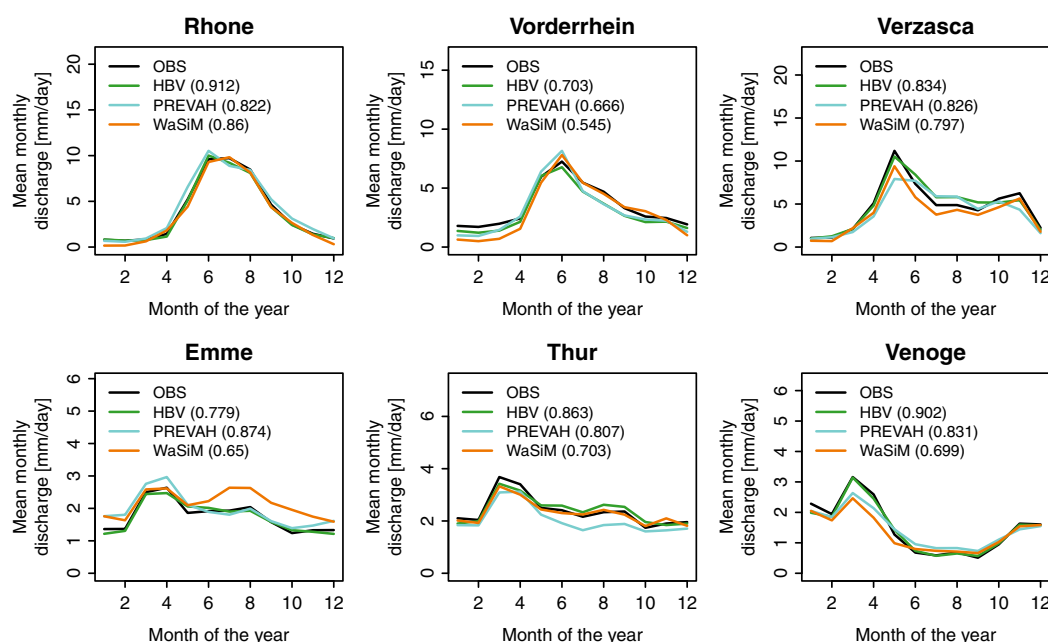 Rhone
Mean monthly
discharge [mm/day]
20
15
10
5
0
OBS
HBV (0.912)
PREVAH (0.822)
WaSiM (0.86)
2 4 6 8 10 12
Month of the year
Vorderrhein
Mean monthly
discharge [mm/day]
15
10
5
0
OBS
HBV (0.703)
PREVAH (0.666)
WaSiM (0.545)
2 4 6 8 10 12
Month of the year
Verzasca
Mean monthly
discharge [mm/day]
20
15
10
5
0
OBS
HBV (0.834)
PREVAH (0.826)
WaSiM (0.797)
2 4 6 8 10 12
Month of the year
Emme
Mean monthly
discharge [mm/day]
6
5
4
3
2
1
0
OBS
HBV (0.779)
PREVAH (0.874)
WaSiM (0.65)
2 4 6 8 10 12
Month of the year
Thur
Mean monthly
discharge [mm/day]
6
4
2
0
OBS
HBV (0.863)
PREVAH (0.807)
WaSiM (0.703)
2 4 6 8 10 12
Month of the year
Venoge
Mean monthly
discharge [mm/day]
6
5
4
3
2
1
0
OBS
HBV (0.902)
PREVAH (0.831)
WaSiM (0.699)
2 4 6 8 10 12
Month of the year